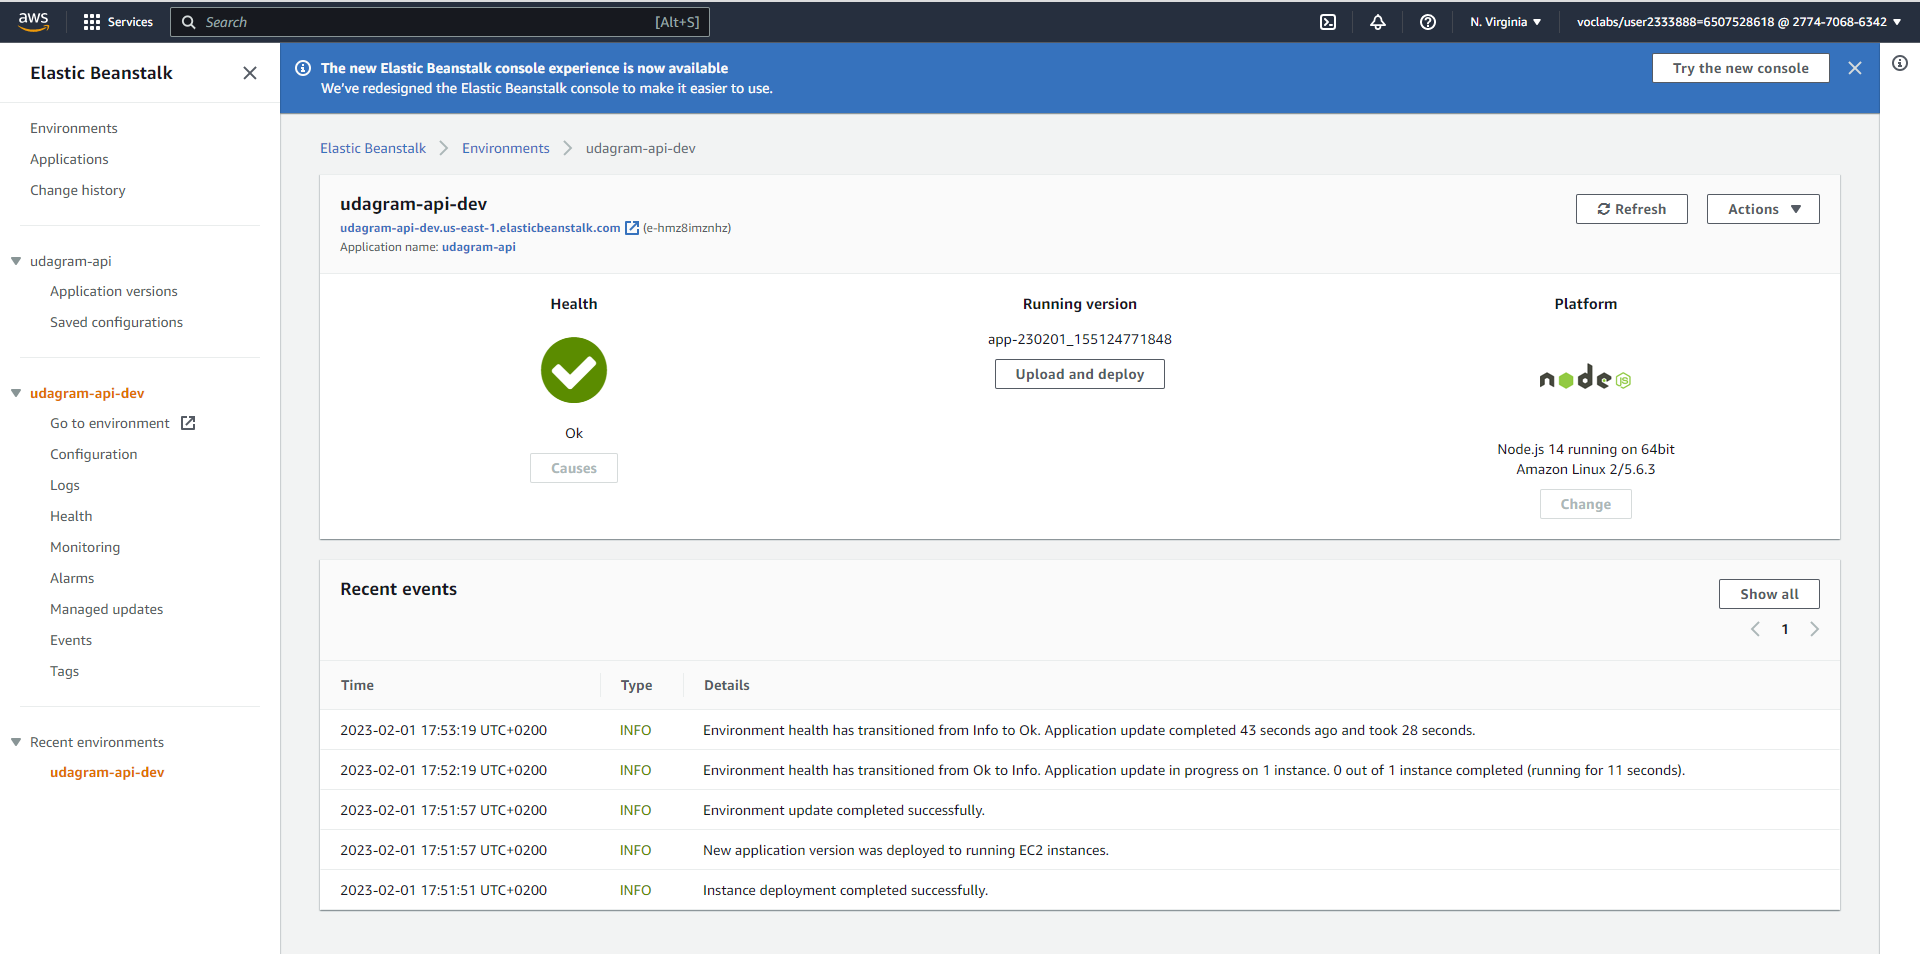 aws
Services
Search
[Alt+S]
N. Virginia
voclabs/user2333888=6507528618 @ 2774-7068-6342
Elastic Beanstalk
Environments
Applications
Change history
udagram-api
Application versions
Saved configurations
udagram-api-dev
Go to environment
Configuration
Logs
Health
Monitoring
Alarms
Managed updates
Events
Tags
Recent environments
udagram-api-dev
The new Elastic Beanstalk console experience is now available
We've redesigned the Elastic Beanstalk console to make it easier to use.
Try the new console
Elastic Beanstalk > Environments > udagram-api-dev
udagram-api-dev
udagram-api-dev.us-east-1.elasticbeanstalk.com (e-hmz8imznhz)
Application name: udagram-api
Refresh
Actions
Health
Ok
Causes
Running version
app-230201_155124771848
Upload and deploy
Platform
node JS
Node.js 14 running on 64bit
Amazon Linux 2/5.6.3
Change
Recent events
Show all
1
Time Type Details
2023-02-01 17:53:19 UTC+0200 INFO Environment health has transitioned from Info to Ok. Application update completed 43 seconds ago and took 28 seconds.
2023-02-01 17:52:19 UTC+0200 INFO Environment health has transitioned from Ok to Info. Application update in progress on 1 instance. 0 out of 1 instance completed (running for 11 seconds).
2023-02-01 17:51:57 UTC+0200 INFO Environment update completed successfully.
2023-02-01 17:51:57 UTC+0200 INFO New application version was deployed to running EC2 instances.
2023-02-01 17:51:51 UTC+0200 INFO Instance deployment completed successfully.